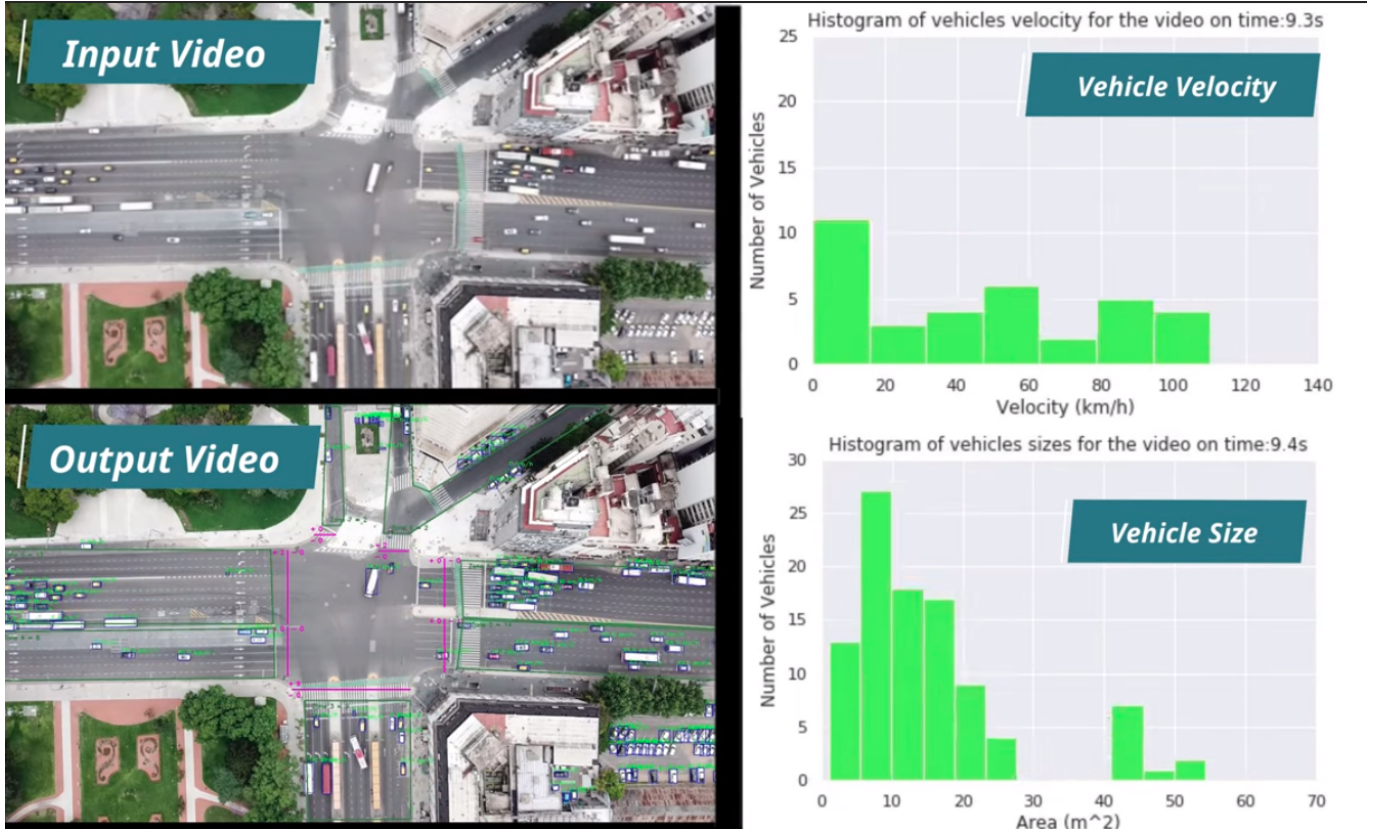 Input Video
Histogram of vehicles velocity for the video on time:9.3s
Vehicle Velocity
Number of Vehicles
25
20
15
10
5
0
0 20 40 60 80 100 120 140
Velocity (km/h)
Output Video
Histogram of vehicles sizes for the video on time:9.4s
Vehicle Size
Number of Vehicles
30
25
20
15
10
5
0
0 10 20 30 40 50 60 70
Area (m^2)